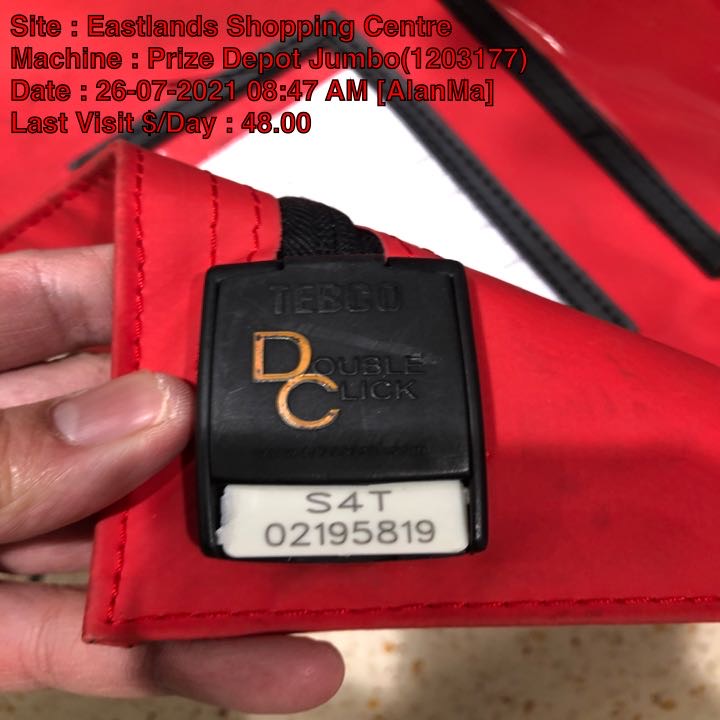 Site : Eastlands Shopping Centre
Machine : Prize Depot Jumbo(1203177)
Date : 26-07-2021 08:47 AM [AlanMa]
Last Visit $/Day : 48.00
TEBCO
DOUBLE
CLICK
S4T
02195819